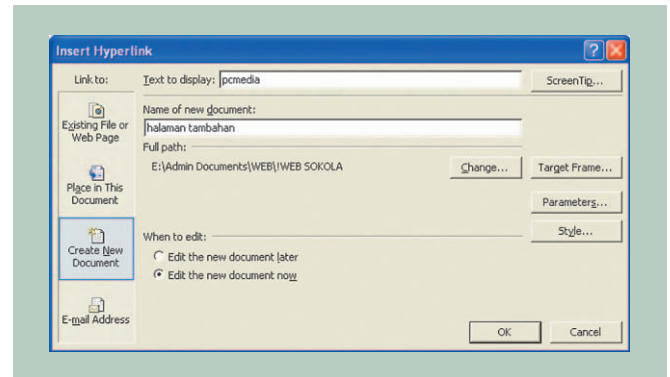 Insert Hyperlink
Link to:
Text to display: pcmedia
ScreenTip...
Existing File or
Web Page
Name of new document:
halaman tambahan
Full path:
E:\Admin Documents\WEB\!WEB SOKOLA
Change...
Target Frame...
Place in This
Document
Parameters...
Create New
Document
When to edit:
Style...
Edit the new document later
Edit the new document now
E-mail Address
OK
Cancel